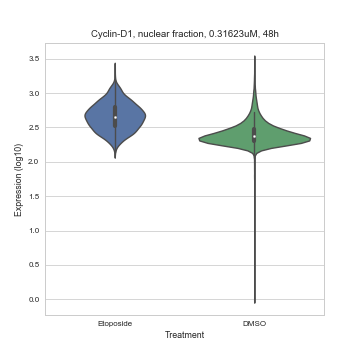 Cyclin-D1, nuclear fraction, 0.31623uM, 48h
3.5
3.0
2.5
2.0
1.5
1.0
0.5
0.0
Expression (log10)
Etoposide
DMSO
Treatment